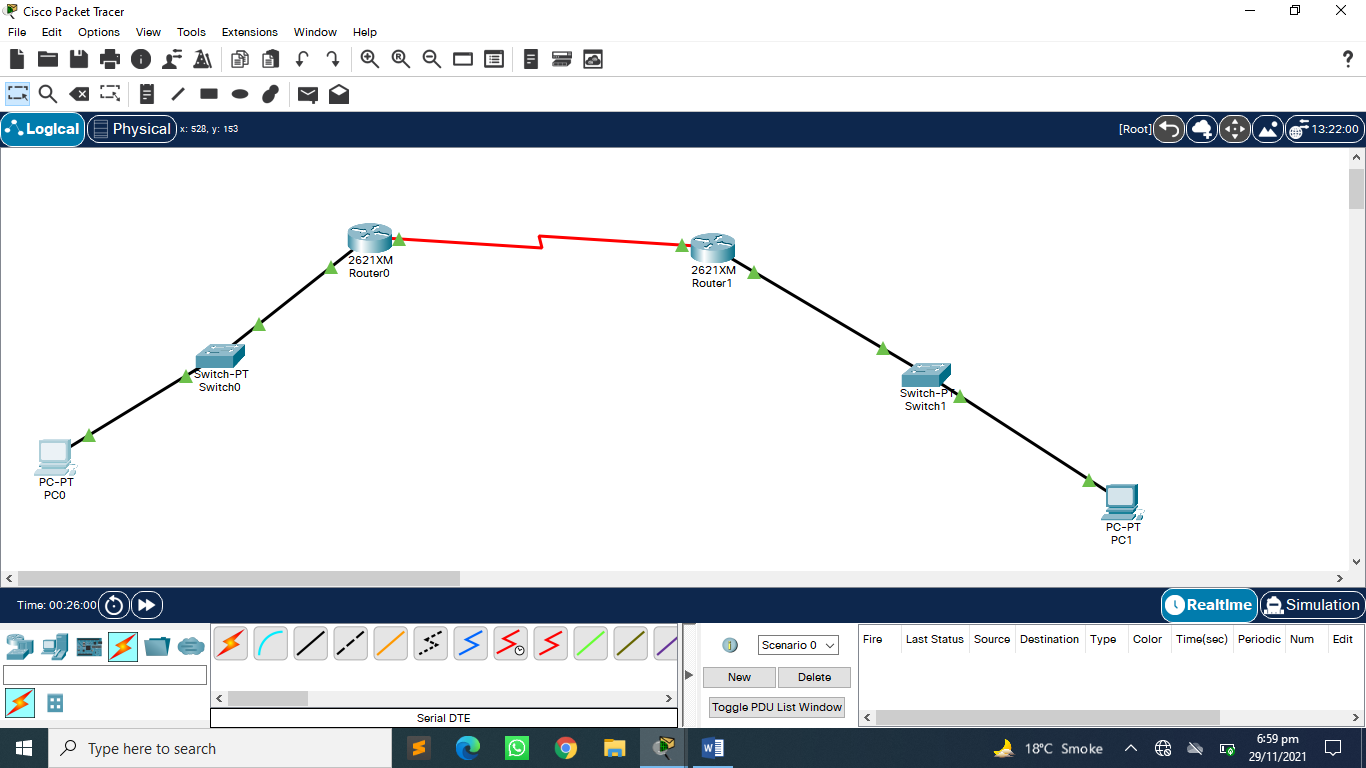 Cisco Packet Tracer
File Edit Options View Tools Extensions Window Help
?
Logical Physical x: 528, y: 153 [Root] 13:22:00
2621XM
Router0
2621XM
Router1
Switch-PT
Switch0
Switch-PT
Switch1
PC-PT
PC0
PC-PT
PC1
Time: 00:26:00 Realtime Simulation
Scenario 0
New Delete
Toggle PDU List Window
Fire Last Status Source Destination Type Color Time(sec) Periodic Num Edit
Serial DTE
Type here to search
18°C Smoke
6:59 pm
29/11/2021